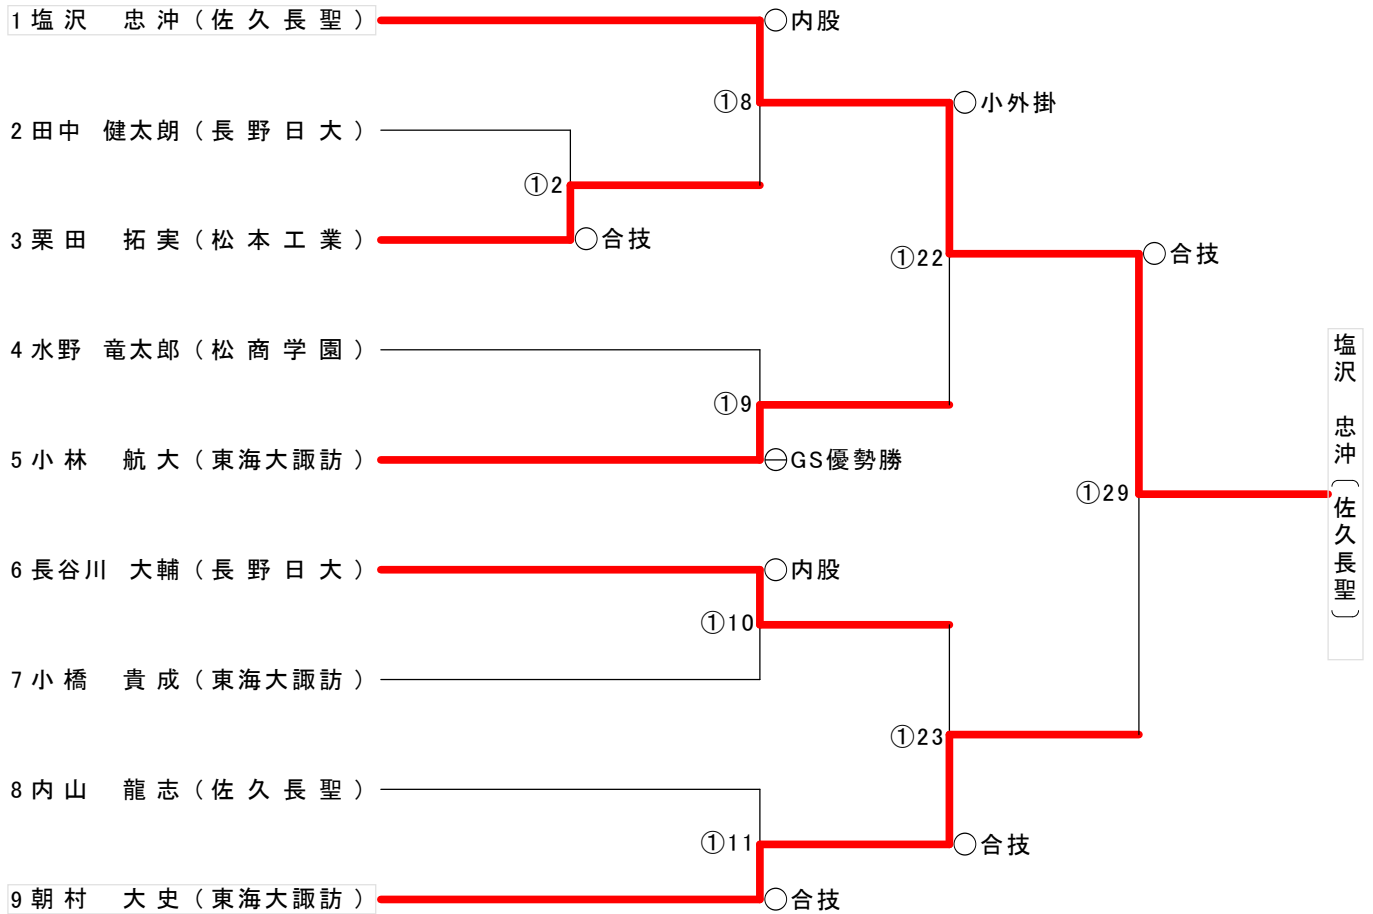 1 塩沢 忠沖（佐久長聖）
○内股
①8
○小外掛
2 田中 健太朗（長野日大）
①2
3 栗田 拓実（松本工業）
○合技
①22
○合技
4 水野 竜太郎（松商学園）
①9
5 小林 航大（東海大諏訪）
⊖GS優勢勝
①29
塩沢 忠沖（佐久長聖）
6 長谷川 大輔（長野日大）
○内股
①10
7 小橋 貴成（東海大諏訪）
①23
8 内山 龍志（佐久長聖）
①11
○合技
9 朝村 大史（東海大諏訪）
○合技